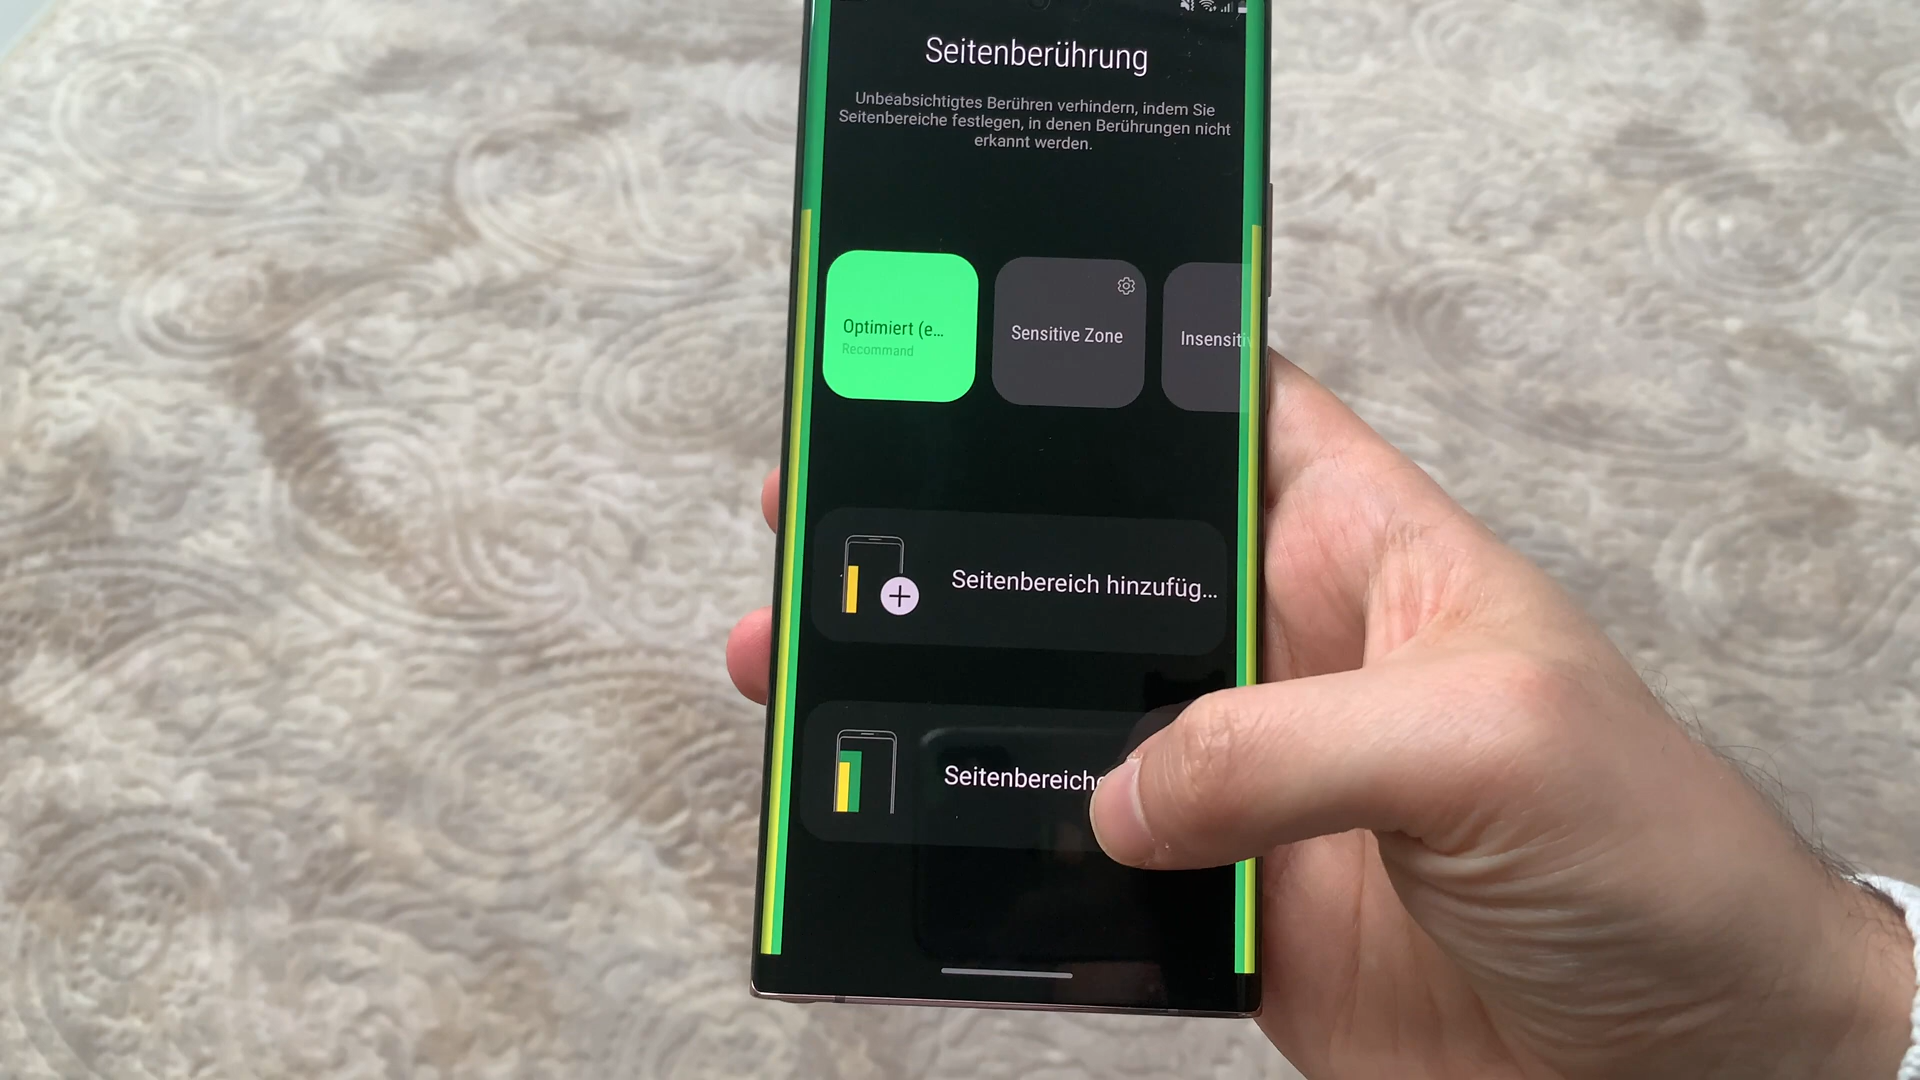 Seitenberührung
Unbeabsichtigtes Berühren verhindern, indem Sie
Seitenbereiche festlegen, in denen Berührungen nicht
erkannt werden.
Optimiert (e...
Recommand
Sensitive Zone
Insensitiv
Seitenbereich hinzufüg...
Seitenbereiche